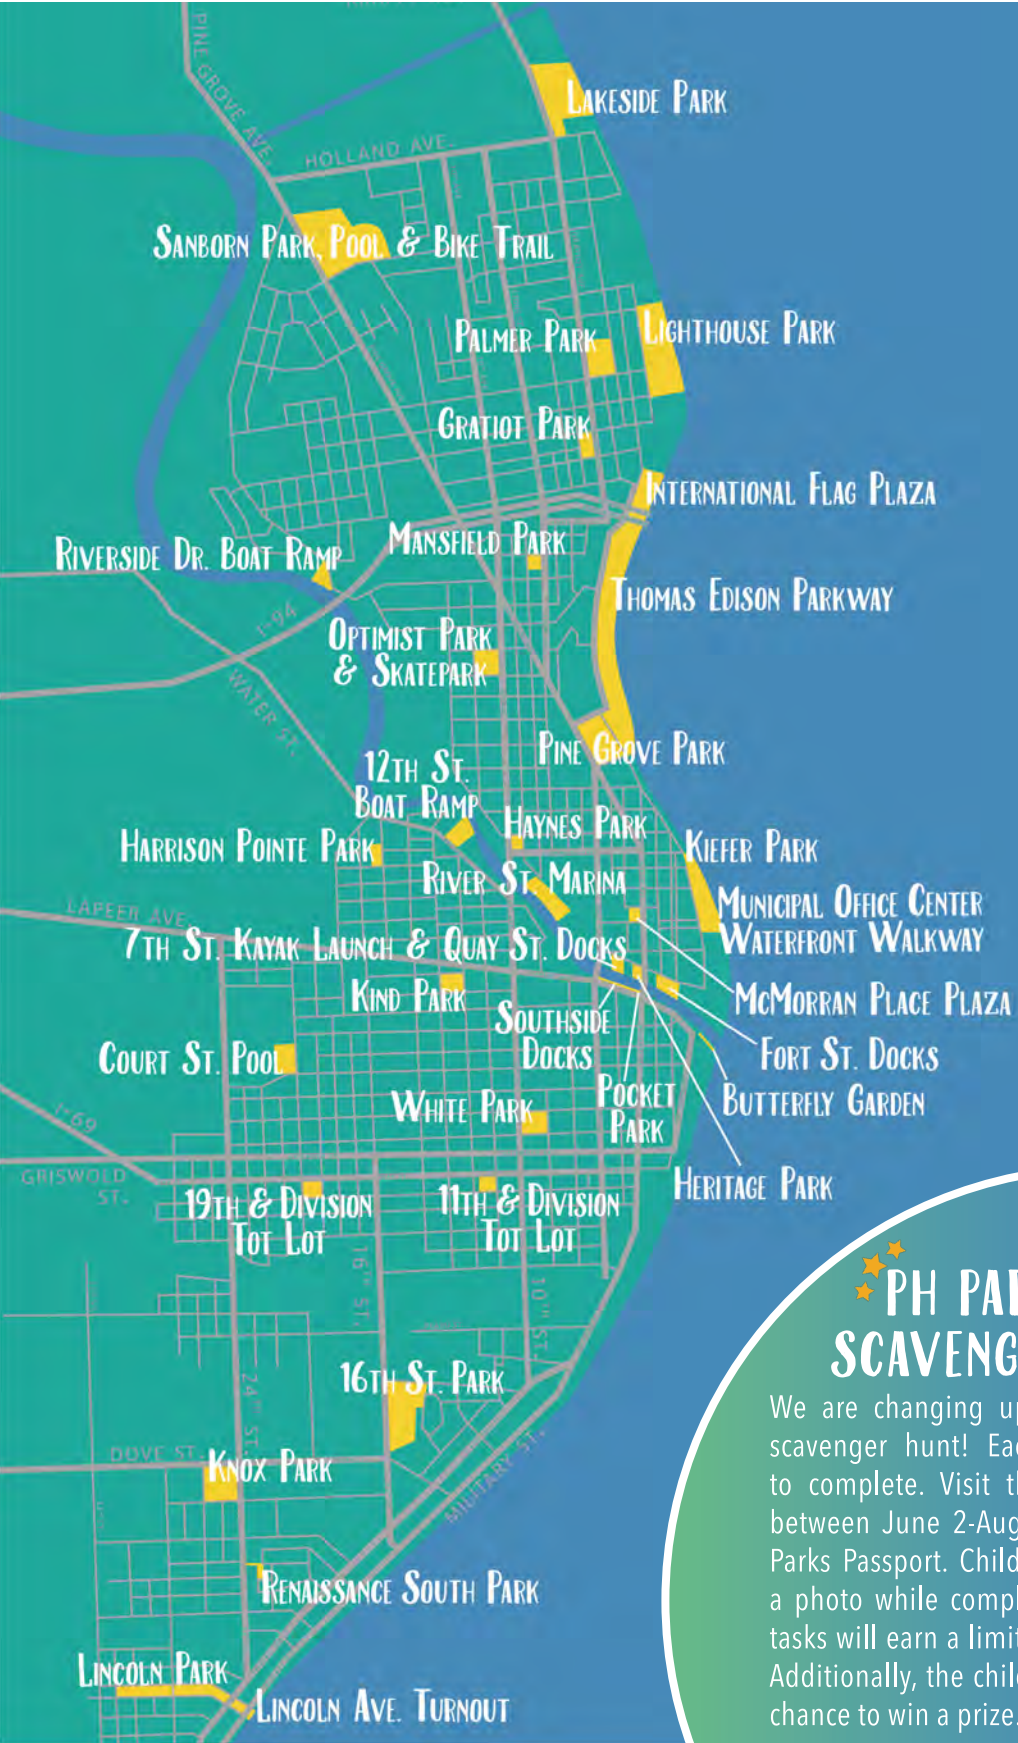 PINE GROVE AVE.
LAKESIDE PARK
HOLLAND AVE.
SANBORN PARK, POOL & BIKE TRAIL
LIGHTHOUSE PARK
PALMER PARK
GRATIOT PARK
INTERNATIONAL FLAG PLAZA
MANSFIELD PARK
RIVERSIDE DR. BOAT RAMP
THOMAS EDISON PARKWAY
I-94
OPTIMIST PARK
& SKATEPARK
WATER ST.
PINE GROVE PARK
12TH ST.
BOAT RAMP
HAYNES PARK
HARRISON POINTE PARK
KIEFER PARK
RIVER ST. MARINA
MUNICIPAL OFFICE CENTER
WATERFRONT WALKWAY
LAPEER AVE.
7TH ST. KAYAK LAUNCH & QUAY ST. DOCKS
KIND PARK
MCMORRAN PLACE PLAZA
SOUTHSIDE
DOCKS
FORT ST. DOCKS
COURT ST. POOL
POCKET
PARK
BUTTERFLY GARDEN
WHITE PARK
I-69
GRISWOLD
ST.
HERITAGE PARK
19TH & DIVISION
TOT LOT
11TH & DIVISION
TOT LOT
16TH ST.
10TH ST.
16TH ST. PARK
24TH ST.
DOVE ST.
KNOX PARK
MILITARY ST.
RENAISSANCE SOUTH PARK
LINCOLN PARK
LINCOLN AVE. TURNOUT
PH PA
SCAVENG
We are changing up
scavenger hunt! Ea
to complete. Visit t
between June 2-Aug
Parks Passport. Child
a photo while compl
tasks will earn a limit
Additionally, the chil
chance to win a prize.